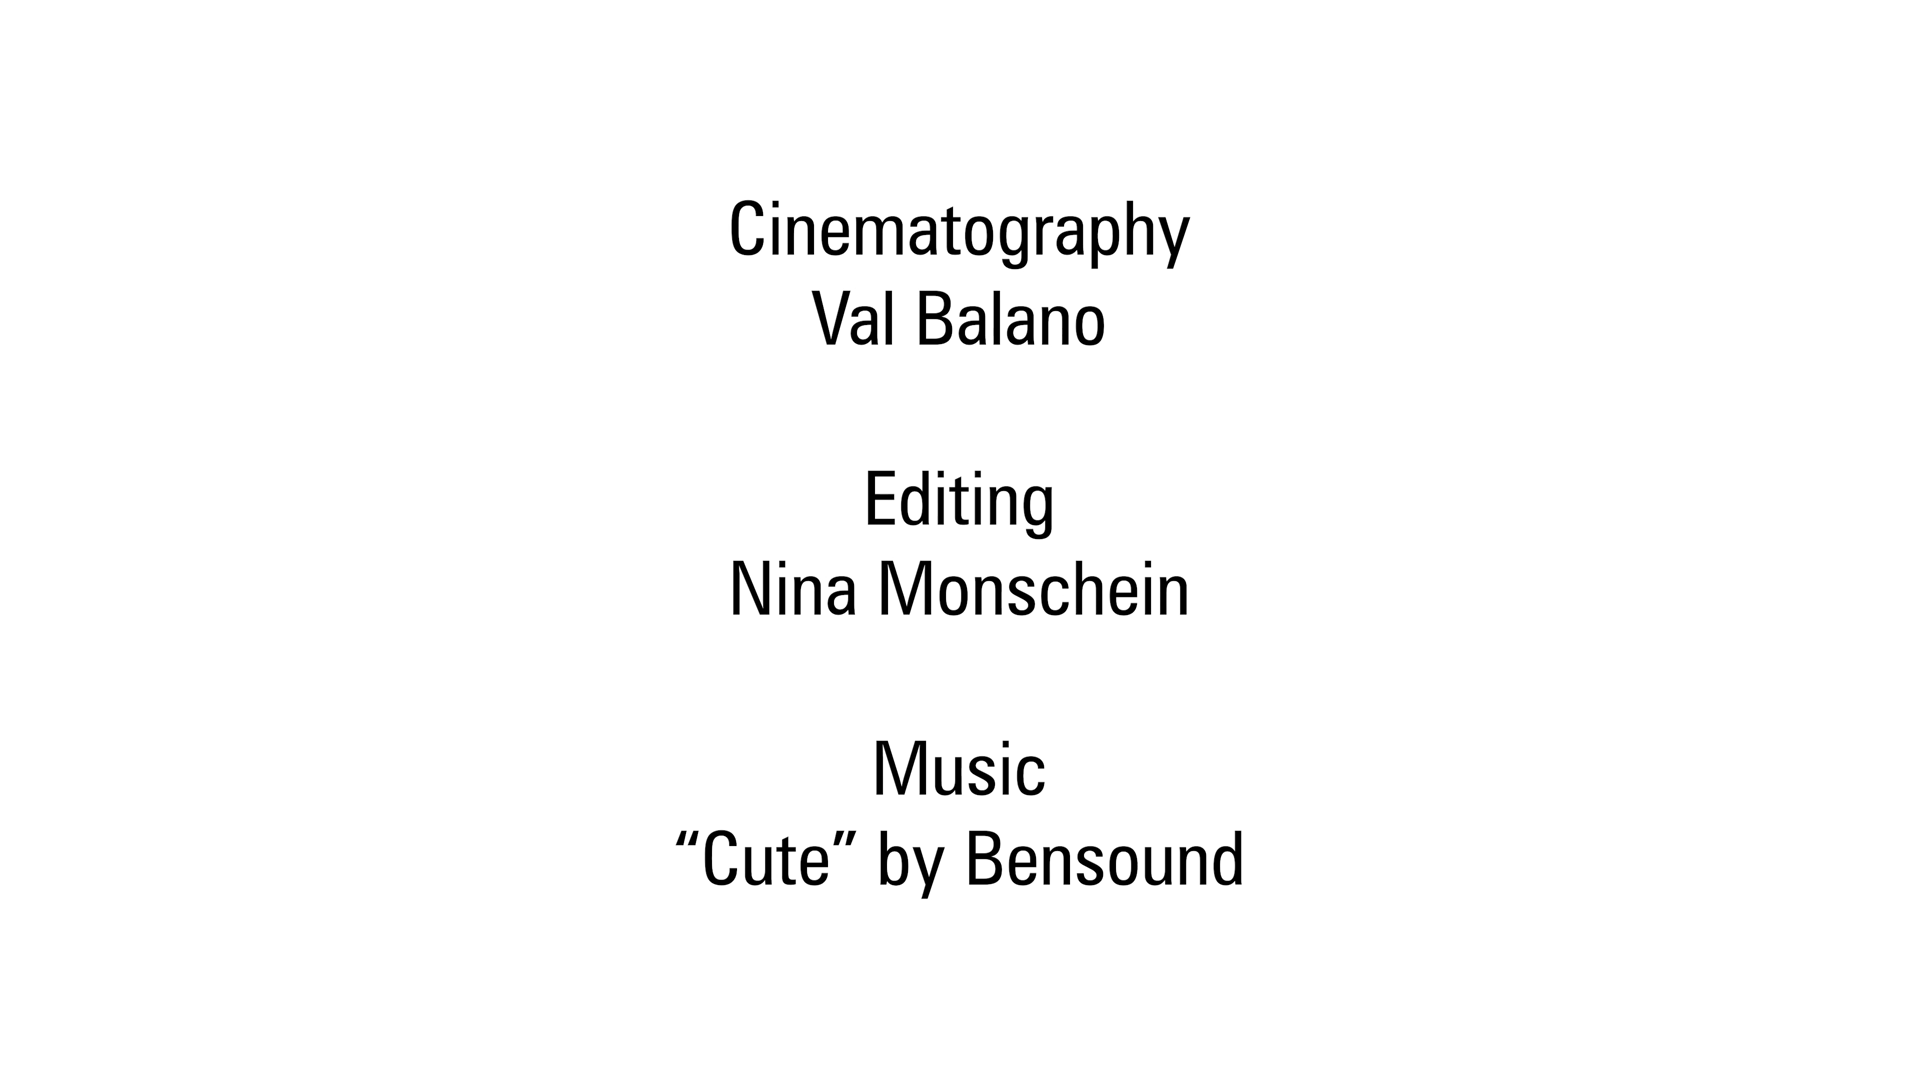 Cinematography
Val Balano
Editing
Nina Monschein
Music
“Cute” by Bensound